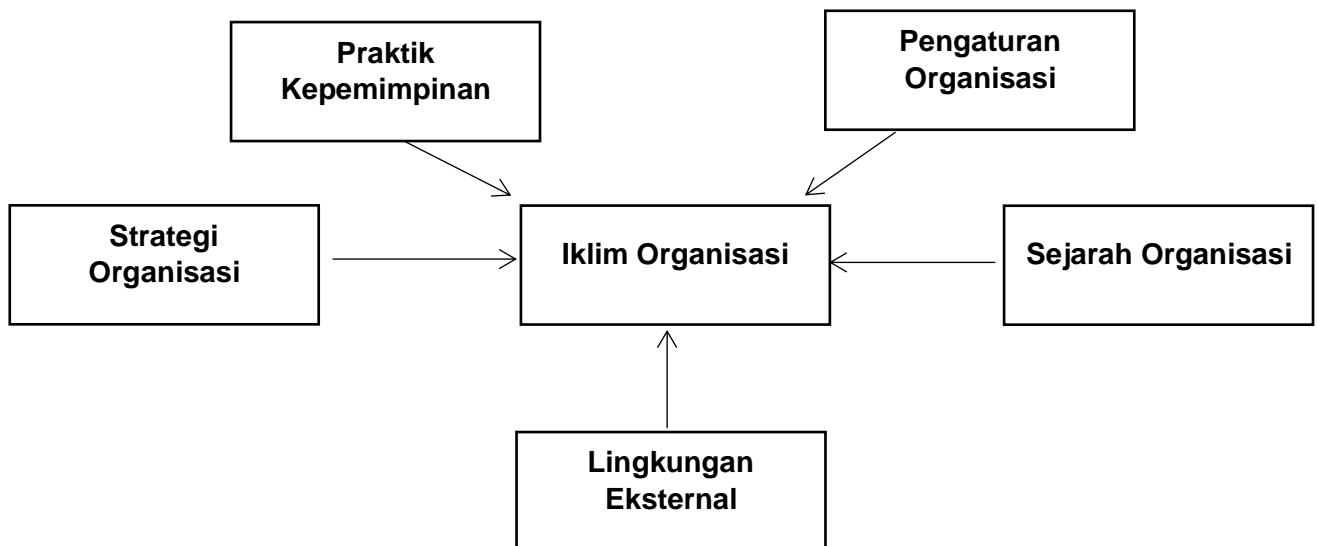 Praktik
Kepemimpinan
Pengaturan
Organisasi
Strategi
Organisasi
Iklim Organisasi
Sejarah Organisasi
Lingkungan
Eksternal